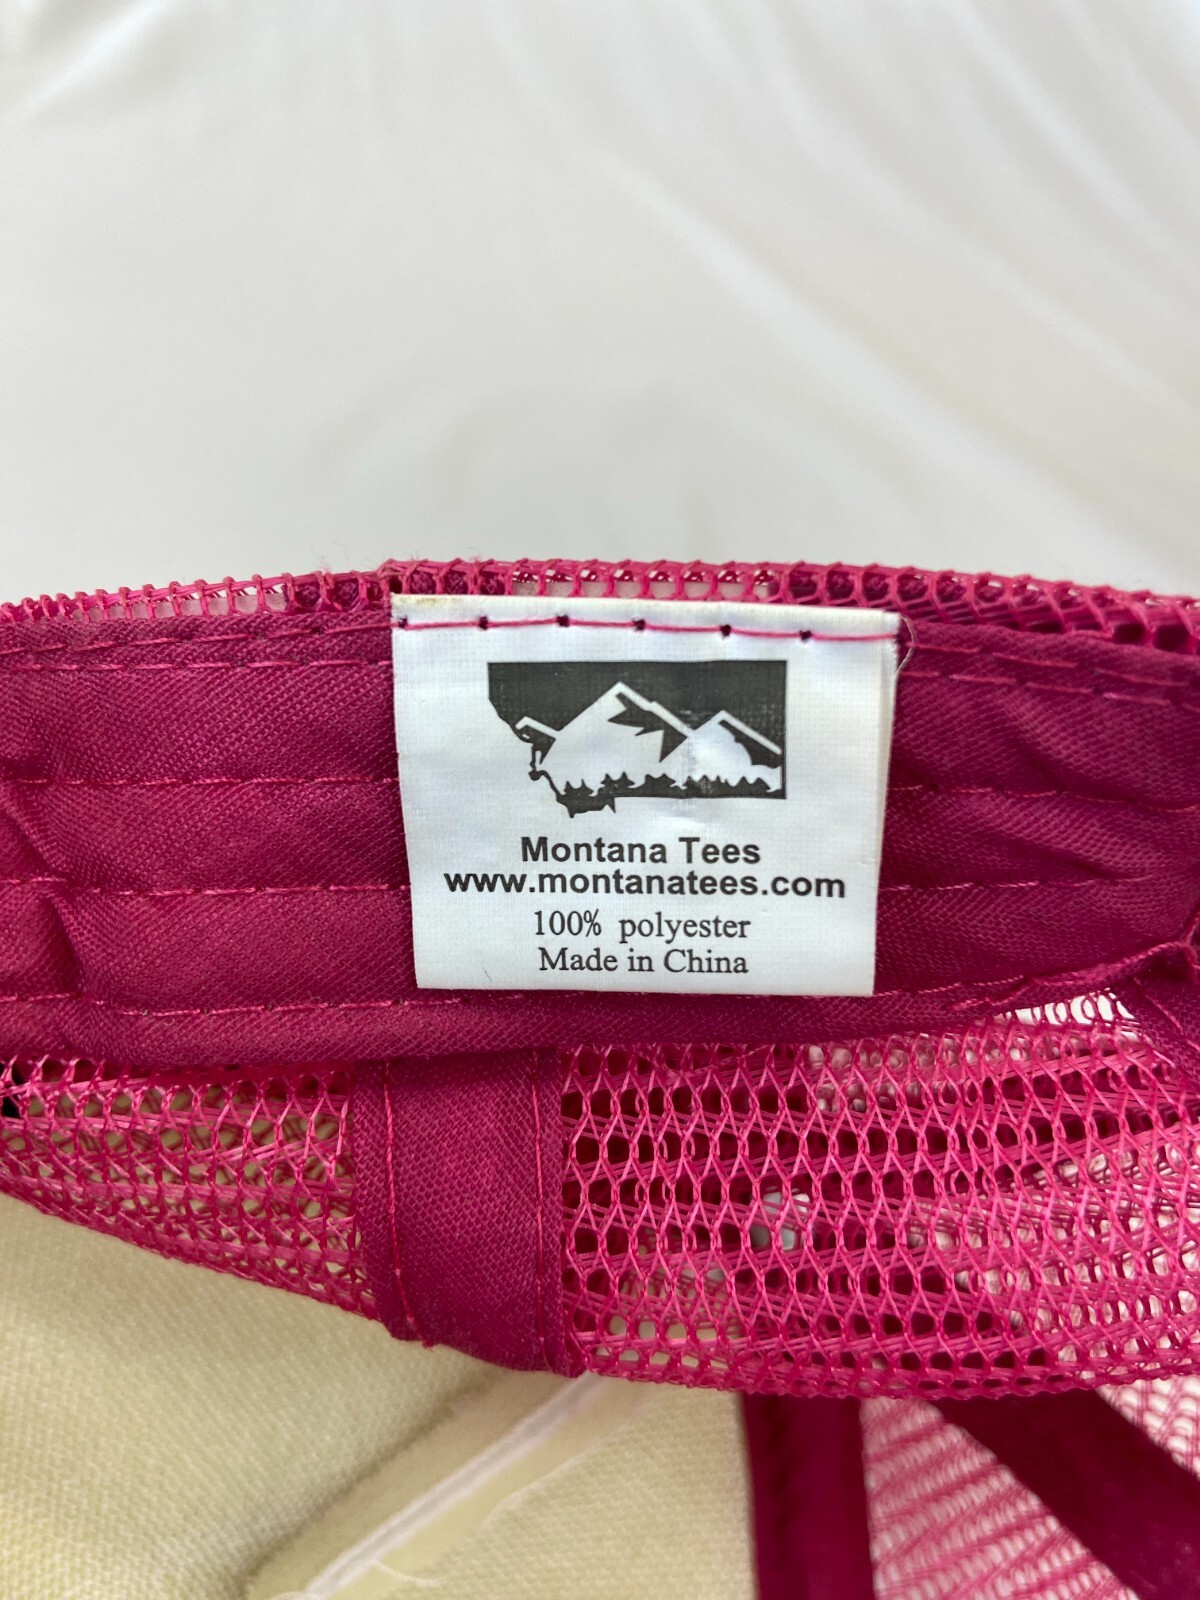 Montana Tees
www.montanatees.com
100% polyester
Made in China